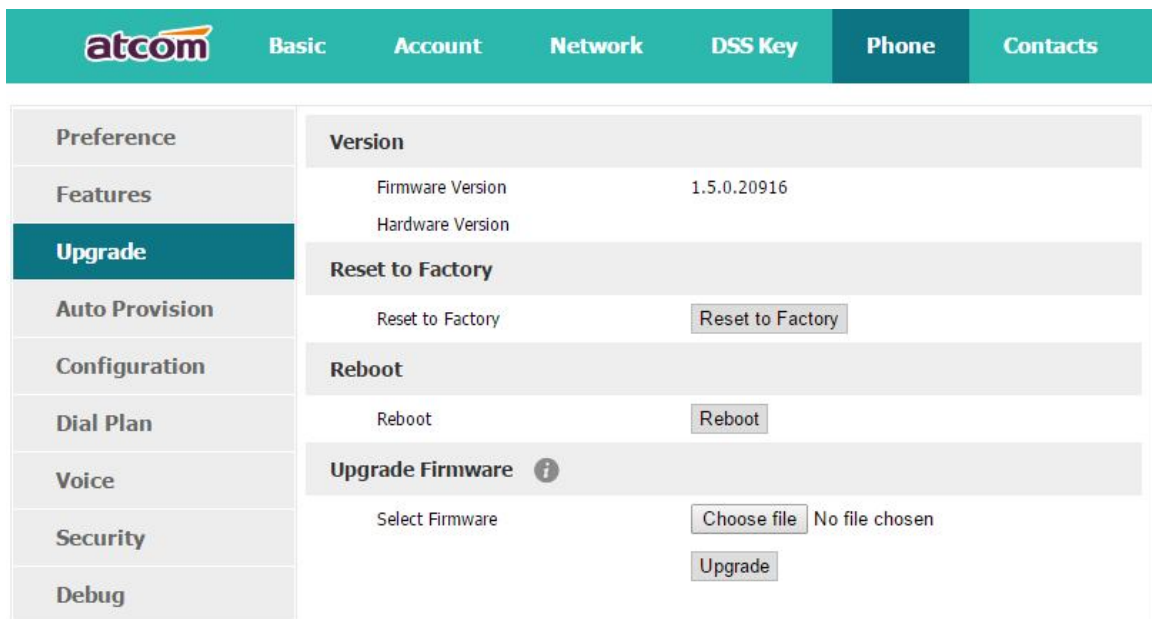 atcom Basic Account Network DSS Key Phone Contacts
Preference
Features
Upgrade
Auto Provision
Configuration
Dial Plan
Voice
Security
Debug
Version
Firmware Version 1.5.0.20916
Hardware Version
Reset to Factory
Reset to Factory Reset to Factory
Reboot
Reboot Reboot
Upgrade Firmware i
Select Firmware Choose file No file chosen
Upgrade